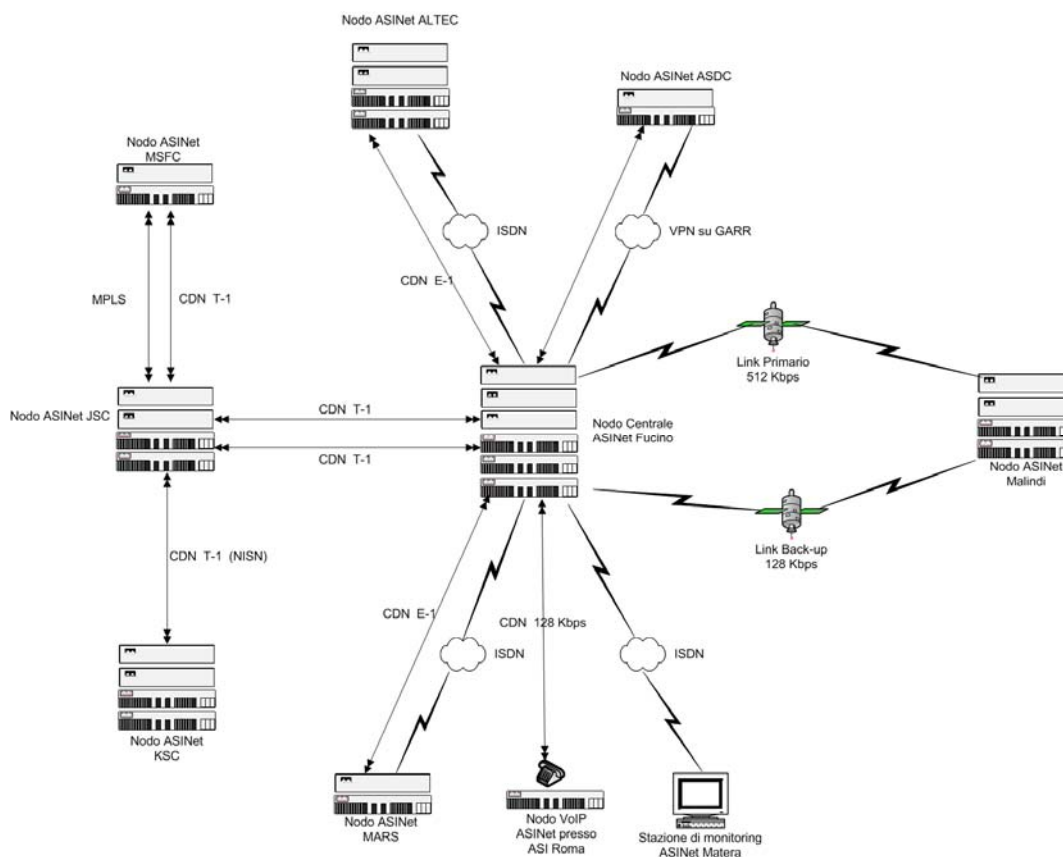 Nodo ASINet ALTEC
Nodo ASINet ASDC
Nodo ASINet
MSFC
ISDN
VPN su GARR
CDN E-1
MPLS
CDN T-1
Link Primario
512 Kbps
Nodo ASINet JSC
CDN T-1
Nodo Centrale
ASINet Fucino
CDN T-1
Nodo ASINet
Malindi
Link Back-up
128 Kbps
CDN T-1 (NISN)
CDN E-1
CDN 128 Kbps
ISDN
ISDN
Nodo ASINet
KSC
Nodo ASINet
MARS
Nodo VoIP
ASINet presso
ASI Roma
Stazione di monitoring
ASINet Matera